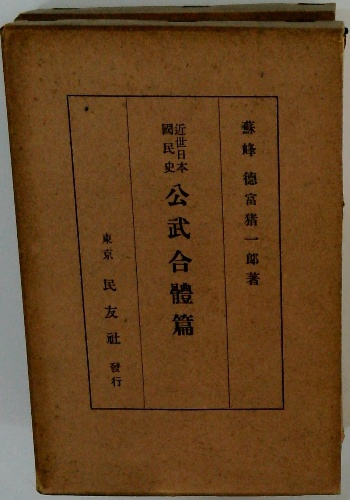 蘇峰 德富猪一郎著
近世日本
國民史
公武合體篇
東京 民友社 發行